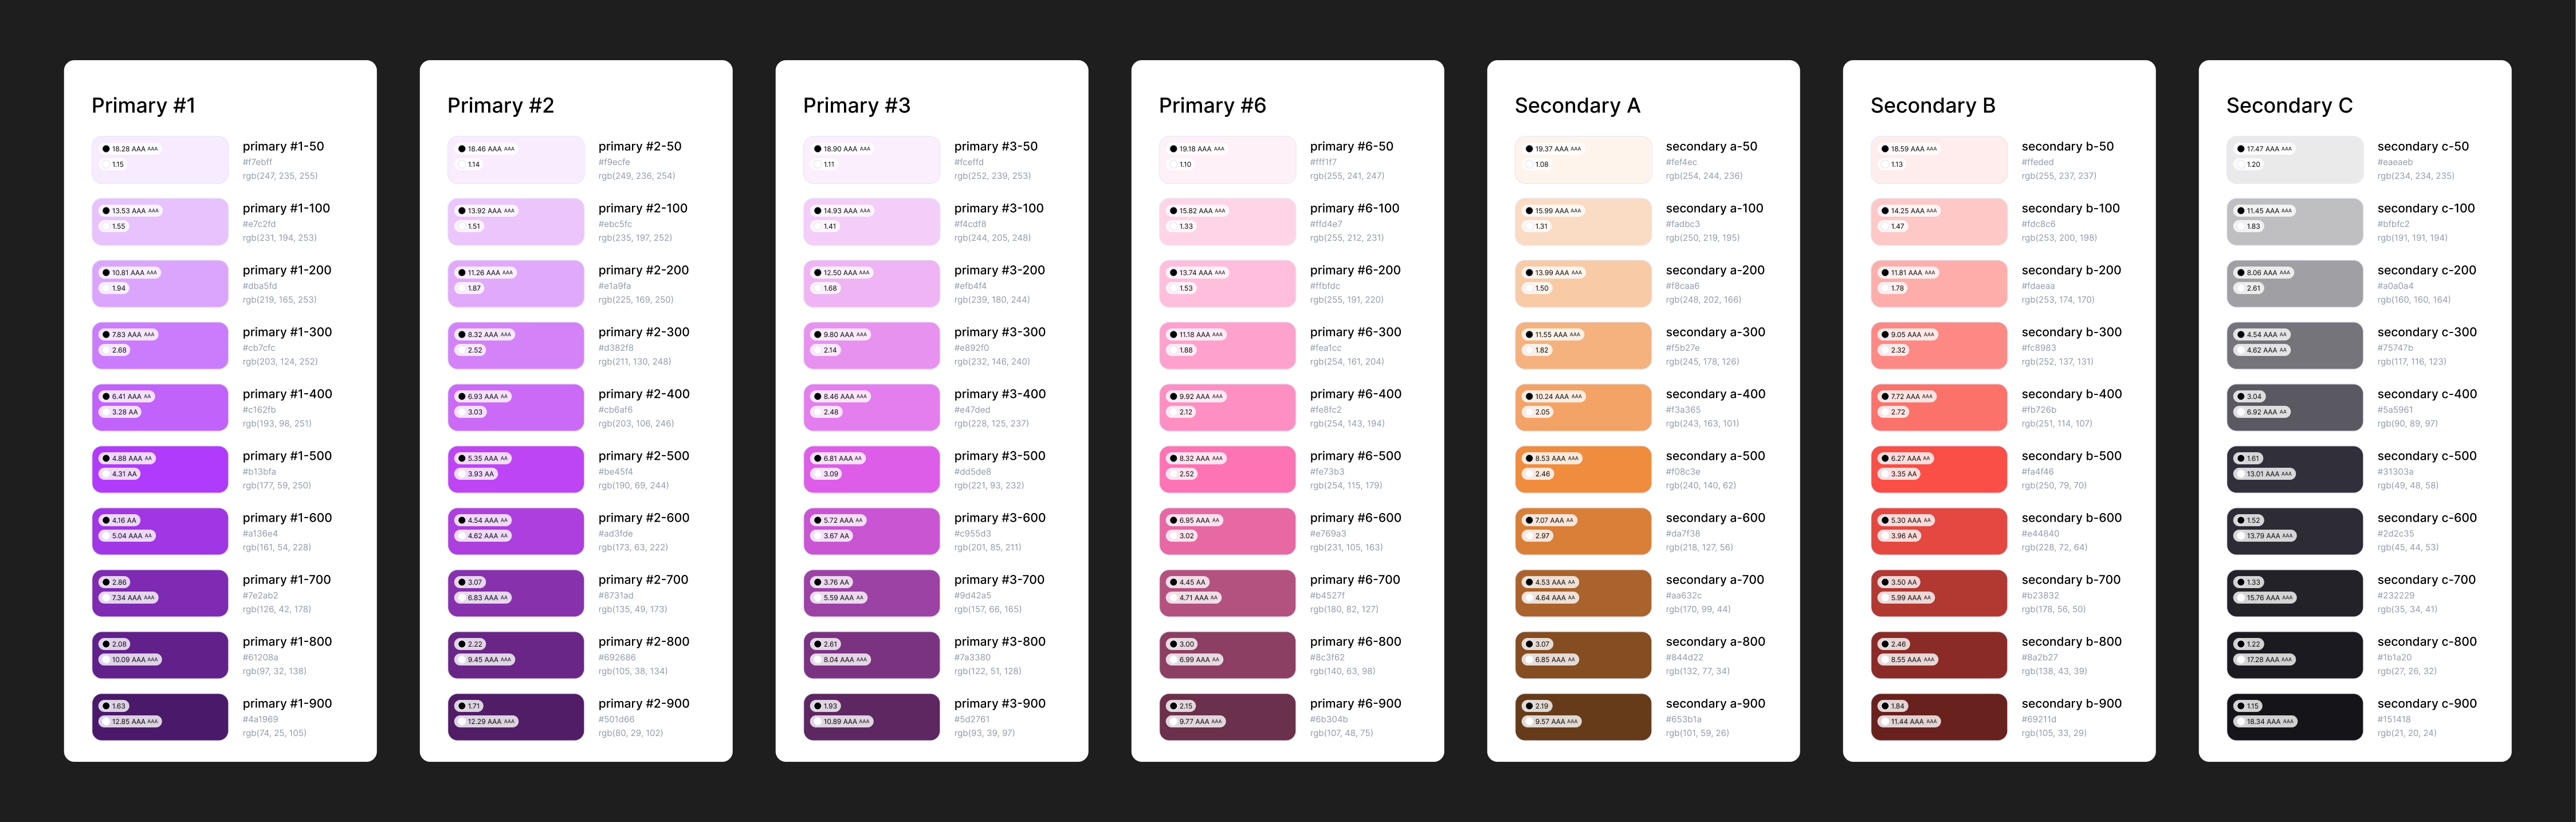 Primary #1
18.28 AAA AAA
1.15
primary #1-50
#f7ebff
rgb(247, 235, 255)
13.53 AAA AAA
1.55
primary #1-100
#e7c2fd
rgb(231, 194, 253)
10.81 AAA AAA
1.94
primary #1-200
#dba5fd
rgb(219, 165, 253)
7.83 AAA AAA
2.68
primary #1-300
#cb7cfc
rgb(203, 124, 252)
6.41 AAA AA
3.28 AA
primary #1-400
#c162fb
rgb(193, 98, 251)
4.88 AAA AA
4.31 AA
primary #1-500
#b13bfa
rgb(177, 59, 250)
4.16 AA
5.04 AAA AA
primary #1-600
#a136e4
rgb(161, 54, 228)
2.86
7.34 AAA AAA
primary #1-700
#7e2ab2
rgb(126, 42, 178)
2.08
10.09 AAA AAA
primary #1-800
#61208a
rgb(97, 32, 138)
1.63
12.85 AAA AAA
primary #1-900
#4a1969
rgb(74, 25, 105)
Primary #2
18.46 AAA AAA
1.14
primary #2-50
#f9ecfe
rgb(249, 236, 254)
13.92 AAA AAA
1.51
primary #2-100
#ebc5fc
rgb(235, 197, 252)
11.26 AAA AAA
1.87
primary #2-200
#e1a9fa
rgb(225, 169, 250)
8.32 AAA AAA
2.52
primary #2-300
#d382f8
rgb(211, 130, 248)
6.93 AAA AA
3.03
primary #2-400
#cb6af6
rgb(203, 106, 246)
5.35 AAA AA
3.93 AA
primary #2-500
#be45f4
rgb(190, 69, 244)
4.54 AAA AA
4.62 AAA AA
primary #2-600
#ad3fde
rgb(173, 63, 222)
3.07
6.83 AAA AA
primary #2-700
#8731ad
rgb(135, 49, 173)
2.22
9.45 AAA AAA
primary #2-800
#692686
rgb(105, 38, 134)
1.71
12.29 AAA AAA
primary #2-900
#501d66
rgb(80, 29, 102)
Primary #3
18.90 AAA AAA
1.11
primary #3-50
#fceffd
rgb(252, 239, 253)
14.93 AAA AAA
1.41
primary #3-100
#f4cdf8
rgb(244, 205, 248)
12.50 AAA AAA
1.68
primary #3-200
#efb4f4
rgb(239, 180, 244)
9.80 AAA AAA
2.14
primary #3-300
#e892f0
rgb(232, 146, 240)
8.46 AAA AAA
2.48
primary #3-400
#e47ded
rgb(228, 125, 237)
6.81 AAA AA
3.09
primary #3-500
#dd5de8
rgb(221, 93, 232)
5.72 AAA AA
3.67 AA
primary #3-600
#c955d3
rgb(201, 85, 211)
3.76 AA
5.59 AAA AA
primary #3-700
#9d42a5
rgb(157, 66, 165)
2.61
8.04 AAA AAA
primary #3-800
#7a3380
rgb(122, 51, 128)
1.93
10.89 AAA AAA
primary #3-900
#5d2761
rgb(93, 39, 97)
Primary #6
19.18 AAA AAA
1.10
primary #6-50
#fff1f7
rgb(255, 241, 247)
15.82 AAA AAA
1.33
primary #6-100
#ffd4e7
rgb(255, 212, 231)
13.74 AAA AAA
1.53
primary #6-200
#ffbfdc
rgb(255, 191, 220)
11.18 AAA AAA
1.88
primary #6-300
#fea1cc
rgb(254, 161, 204)
9.92 AAA AAA
2.12
primary #6-400
#fe8fc2
rgb(254, 143, 194)
8.32 AAA AAA
2.52
primary #6-500
#fe73b3
rgb(254, 115, 179)
6.95 AAA AA
3.02
primary #6-600
#e769a3
rgb(231, 105, 163)
4.45 AA
4.71 AAA AA
primary #6-700
#b4527f
rgb(180, 82, 127)
3.00
6.99 AAA AA
primary #6-800
#8c3f62
rgb(140, 63, 98)
2.15
9.77 AAA AAA
primary #6-900
#6b304b
rgb(107, 48, 75)
Secondary A
19.37 AAA AAA
1.08
secondary a-50
#fef4ec
rgb(254, 244, 236)
15.99 AAA AAA
1.31
secondary a-100
#fadbc3
rgb(250, 219, 195)
13.99 AAA AAA
1.50
secondary a-200
#f8caa6
rgb(248, 202, 166)
11.55 AAA AAA
1.82
secondary a-300
#f5b27e
rgb(245, 178, 126)
10.24 AAA AAA
2.05
secondary a-400
#f3a365
rgb(243, 163, 101)
8.53 AAA AAA
2.46
secondary a-500
#f08c3e
rgb(240, 140, 62)
7.07 AAA AA
2.97
secondary a-600
#da7f38
rgb(218, 127, 56)
4.53 AAA AA
4.64 AAA AA
secondary a-700
#aa632c
rgb(170, 99, 44)
3.07
6.85 AAA AA
secondary a-800
#844d22
rgb(132, 77, 34)
2.19
9.57 AAA AAA
secondary a-900
#653b1a
rgb(101, 59, 26)
Secondary B
18.59 AAA AAA
1.13
secondary b-50
#ffeded
rgb(255, 237, 237)
14.25 AAA AAA
1.47
secondary b-100
#fdc8c6
rgb(253, 200, 198)
11.81 AAA AAA
1.78
secondary b-200
#fdaeaa
rgb(253, 174, 170)
9.05 AAA AAA
2.32
secondary b-300
#fc8983
rgb(252, 137, 131)
7.72 AAA AAA
2.72
secondary b-400
#fb726b
rgb(251, 114, 107)
6.27 AAA AA
3.35 AA
secondary b-500
#fa4f46
rgb(250, 79, 70)
5.30 AAA AA
3.96 AA
secondary b-600
#e44840
rgb(228, 72, 64)
3.50 AA
5.99 AAA AA
secondary b-700
#b23832
rgb(178, 56, 50)
2.46
8.55 AAA AAA
secondary b-800
#8a2b27
rgb(138, 43, 39)
1.84
11.44 AAA AAA
secondary b-900
#69211d
rgb(105, 33, 29)
Secondary C
17.47 AAA AAA
1.20
secondary c-50
#eaeaeb
rgb(234, 234, 235)
11.45 AAA AAA
1.83
secondary c-100
#bfbfc2
rgb(191, 191, 194)
8.06 AAA AAA
2.61
secondary c-200
#a0a0a4
rgb(160, 160, 164)
4.54 AAA AA
4.62 AAA AA
secondary c-300
#75747b
rgb(117, 116, 123)
3.04
6.92 AAA AA
secondary c-400
#5a5961
rgb(90, 89, 97)
1.61
13.01 AAA AAA
secondary c-500
#31303a
rgb(49, 48, 58)
1.52
13.79 AAA AAA
secondary c-600
#2d2c35
rgb(45, 44, 53)
1.33
15.76 AAA AAA
secondary c-700
#232229
rgb(35, 34, 41)
1.22
17.28 AAA AAA
secondary c-800
#1b1a20
rgb(27, 26, 32)
1.15
18.34 AAA AAA
secondary c-900
#151418
rgb(21, 20, 24)